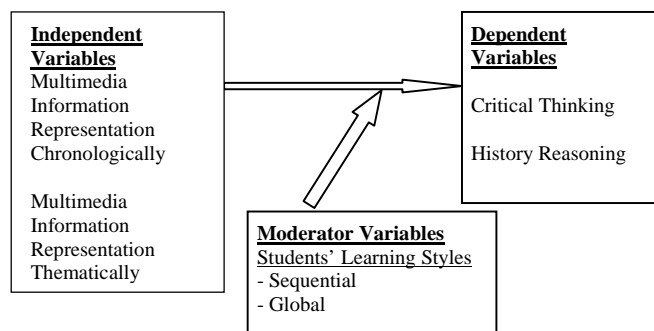 Independent
Variables
Multimedia
Information
Representation
Chronologically
Multimedia
Information
Representation
Thematically
Dependent
Variables
Critical Thinking
History Reasoning
Moderator Variables
Students’ Learning Styles
- Sequential
- Global